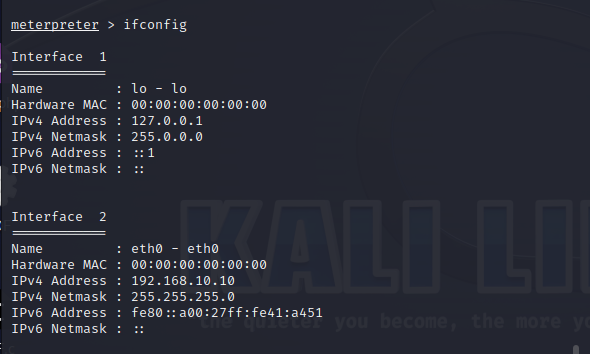 meterpreter > ifconfig
Interface  1
============
Name         : lo - lo
Hardware MAC : 00:00:00:00:00:00
IPv4 Address : 127.0.0.1
IPv4 Netmask : 255.0.0.0
IPv6 Address : ::1
IPv6 Netmask : ::
Interface  2
============
Name         : eth0 - eth0
Hardware MAC : 00:00:00:00:00:00
IPv4 Address : 192.168.10.10
IPv4 Netmask : 255.255.255.0
IPv6 Address : fe80::a00:27ff:fe41:a451
IPv6 Netmask : ::
KALI LI
the quieter you become, the more yo